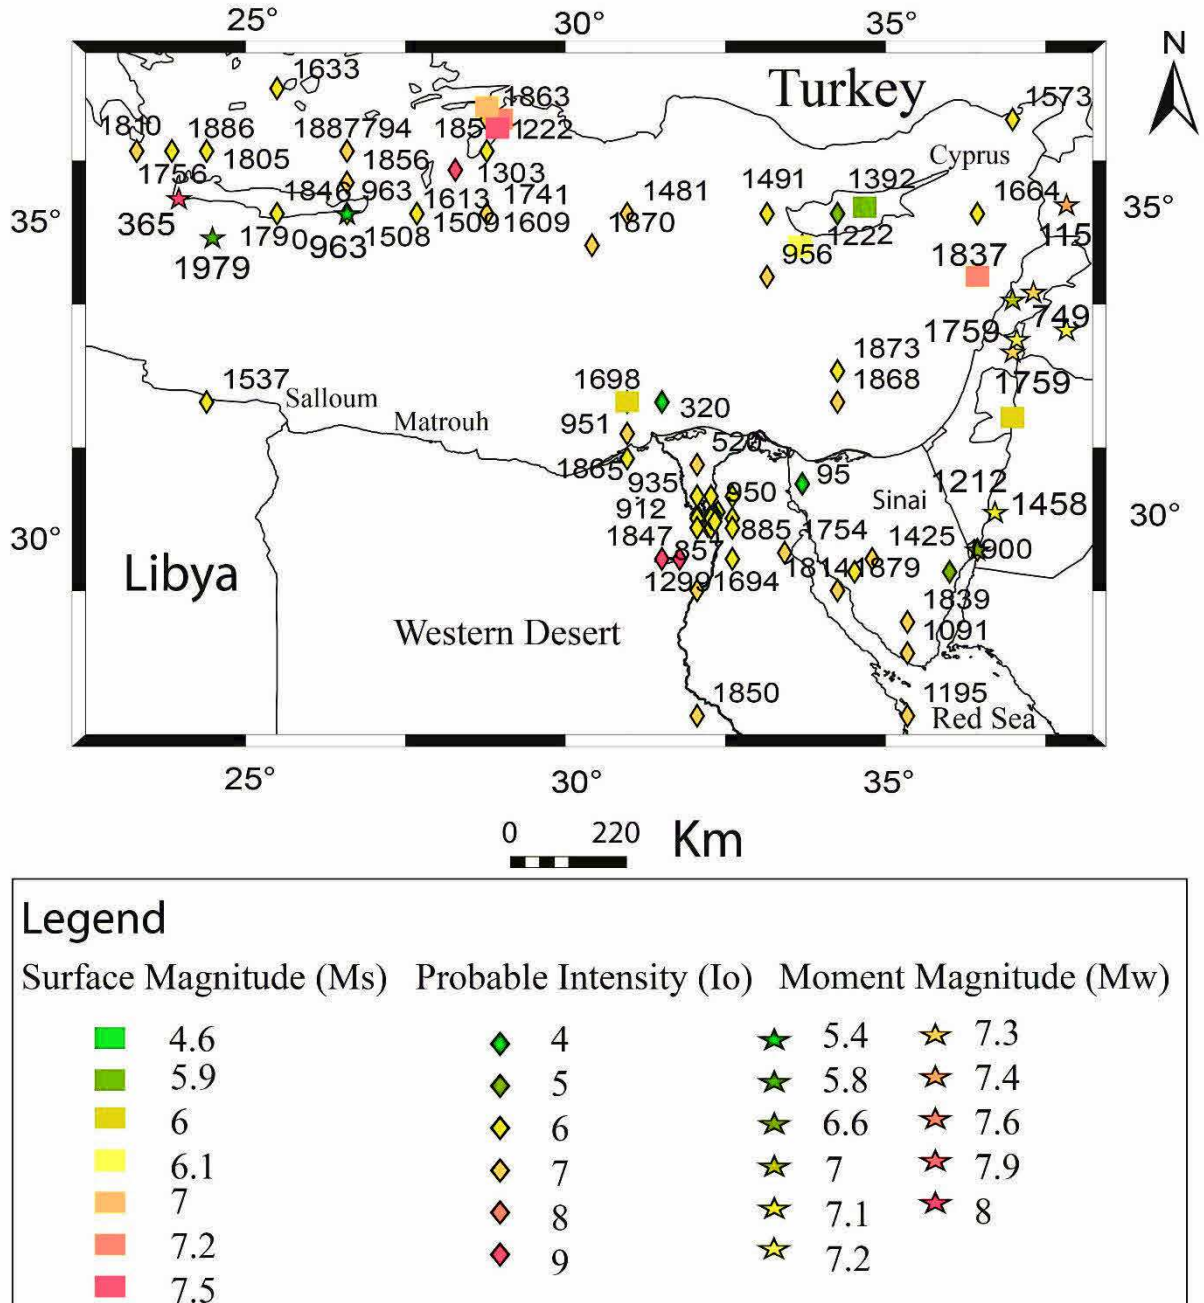 25° 30° 35°
N
Turkey
1633
1863
1573
1810 1886 1887794 185 1222
1805 1856
Cyprus
1756 1303
1846 963 1613 1741 1481 1491 1392 1664
35° 365 1790 963 1508 1509 1609 1870 1222 115 35°
1979 956 1837
749
1759
1873
1537 1698 1868 1759
Salloum
320
Matrouh 951
520
1865 935 95
950 Sinai 1212
912 1458
30° 1847 885 1754 1425 30°
857 1900
Libya 1299 1694 1814 1879
1839
Western Desert 1091
1850 1195
Red Sea
25° 30° 35°
0 220 Km
Legend
Surface Magnitude (Ms) Probable Intensity (Io) Moment Magnitude (Mw)
4.6 4 5.4 7.3
5.9 5 5.8 7.4
6 6 6.6 7.6
6.1 7 7 7.9
7 8 7.1 8
7.2 9 7.2
7.5